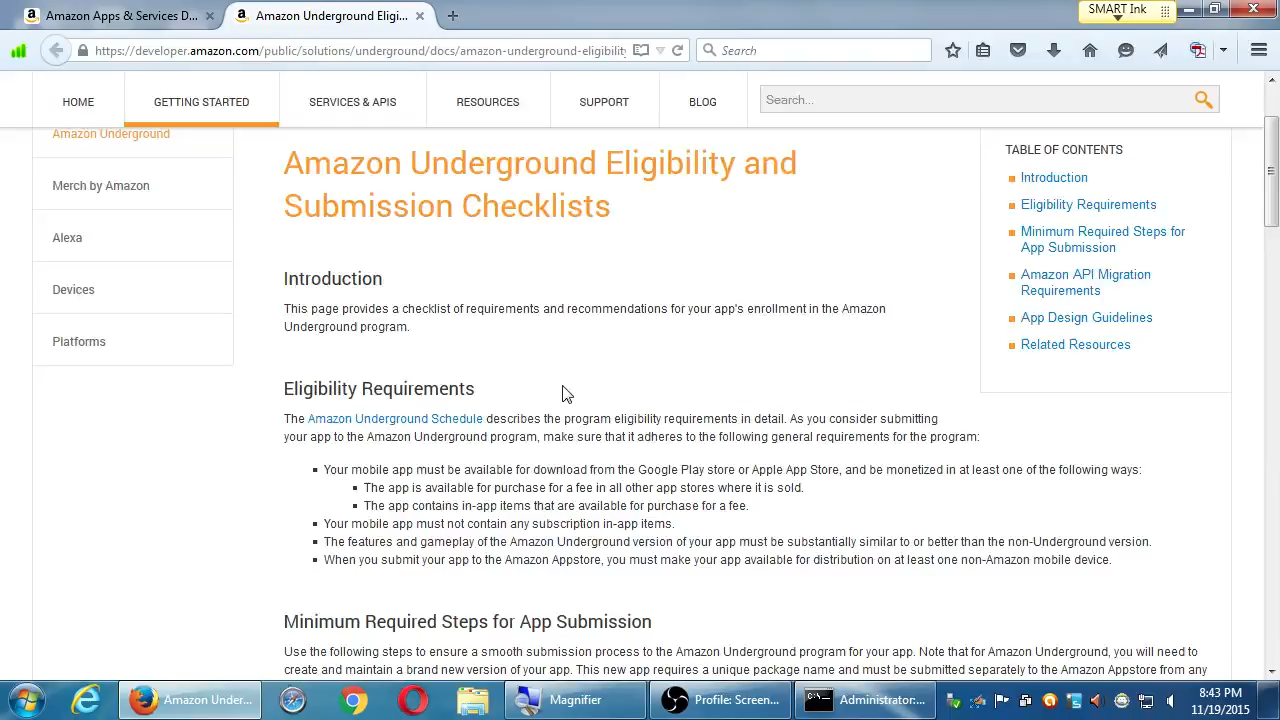 Amazon Apps & Services D...
Amazon Underground Eligi...
SMART Ink
https://developer.amazon.com/public/solutions/underground/docs/amazon-underground-eligibility
Search
HOME
GETTING STARTED
SERVICES & APIS
RESOURCES
SUPPORT
BLOG
Search...
Amazon Underground
Merch by Amazon
Alexa
Devices
Platforms
Amazon Underground Eligibility and
Submission Checklists
Introduction
This page provides a checklist of requirements and recommendations for your app's enrollment in the Amazon
Underground program.
Eligibility Requirements
The Amazon Underground Schedule describes the program eligibility requirements in detail. As you consider submitting
your app to the Amazon Underground program, make sure that it adheres to the following general requirements for the program:
Your mobile app must be available for download from the Google Play store or Apple App Store, and be monetized in at least one of the following ways:
The app is available for purchase for a fee in all other app stores where it is sold.
The app contains in-app items that are available for purchase for a fee.
Your mobile app must not contain any subscription in-app items.
The features and gameplay of the Amazon Underground version of your app must be substantially similar to or better than the non-Underground version.
When you submit your app to the Amazon Appstore, you must make your app available for distribution on at least one non-Amazon mobile device.
Minimum Required Steps for App Submission
Use the following steps to ensure a smooth submission process to the Amazon Underground program for your app. Note that for Amazon Underground, you will need to
create and maintain a brand new version of your app. This new app requires a unique package name and must be submitted separately to the Amazon Appstore from any
TABLE OF CONTENTS
Introduction
Eligibility Requirements
Minimum Required Steps for
App Submission
Amazon API Migration
Requirements
App Design Guidelines
Related Resources
Amazon Under...
Magnifier
Profile: Screen...
Administrator:...
8:43 PM
11/19/2015